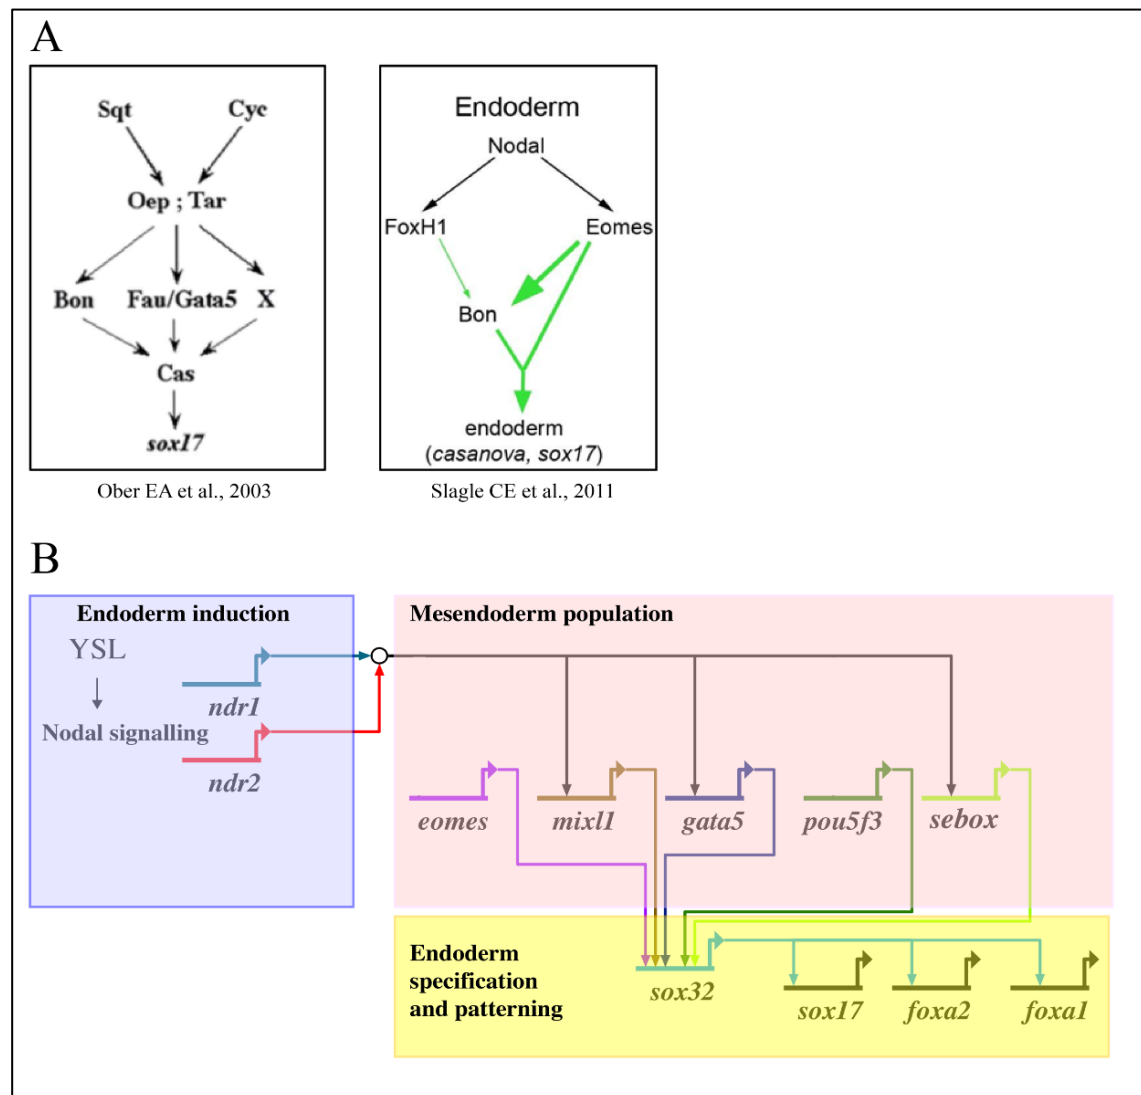 A
Sqt Cyc
Oep ; Tar
Bon Fau/Gata5 X
Cas
sox17
Ober EA et al., 2003
Endoderm
Nodal
FoxH1 Eomes
Bon
endoderm
(casanova, sox17)
Slagle CE et al., 2011
B
Endoderm induction
YSL
Nodal signalling
ndr1
ndr2
Mesendoderm population
eomes mixl1 gata5 pou5f3 sebox
Endoderm
specification
and patterning
sox32 sox17 foxa2 foxa1